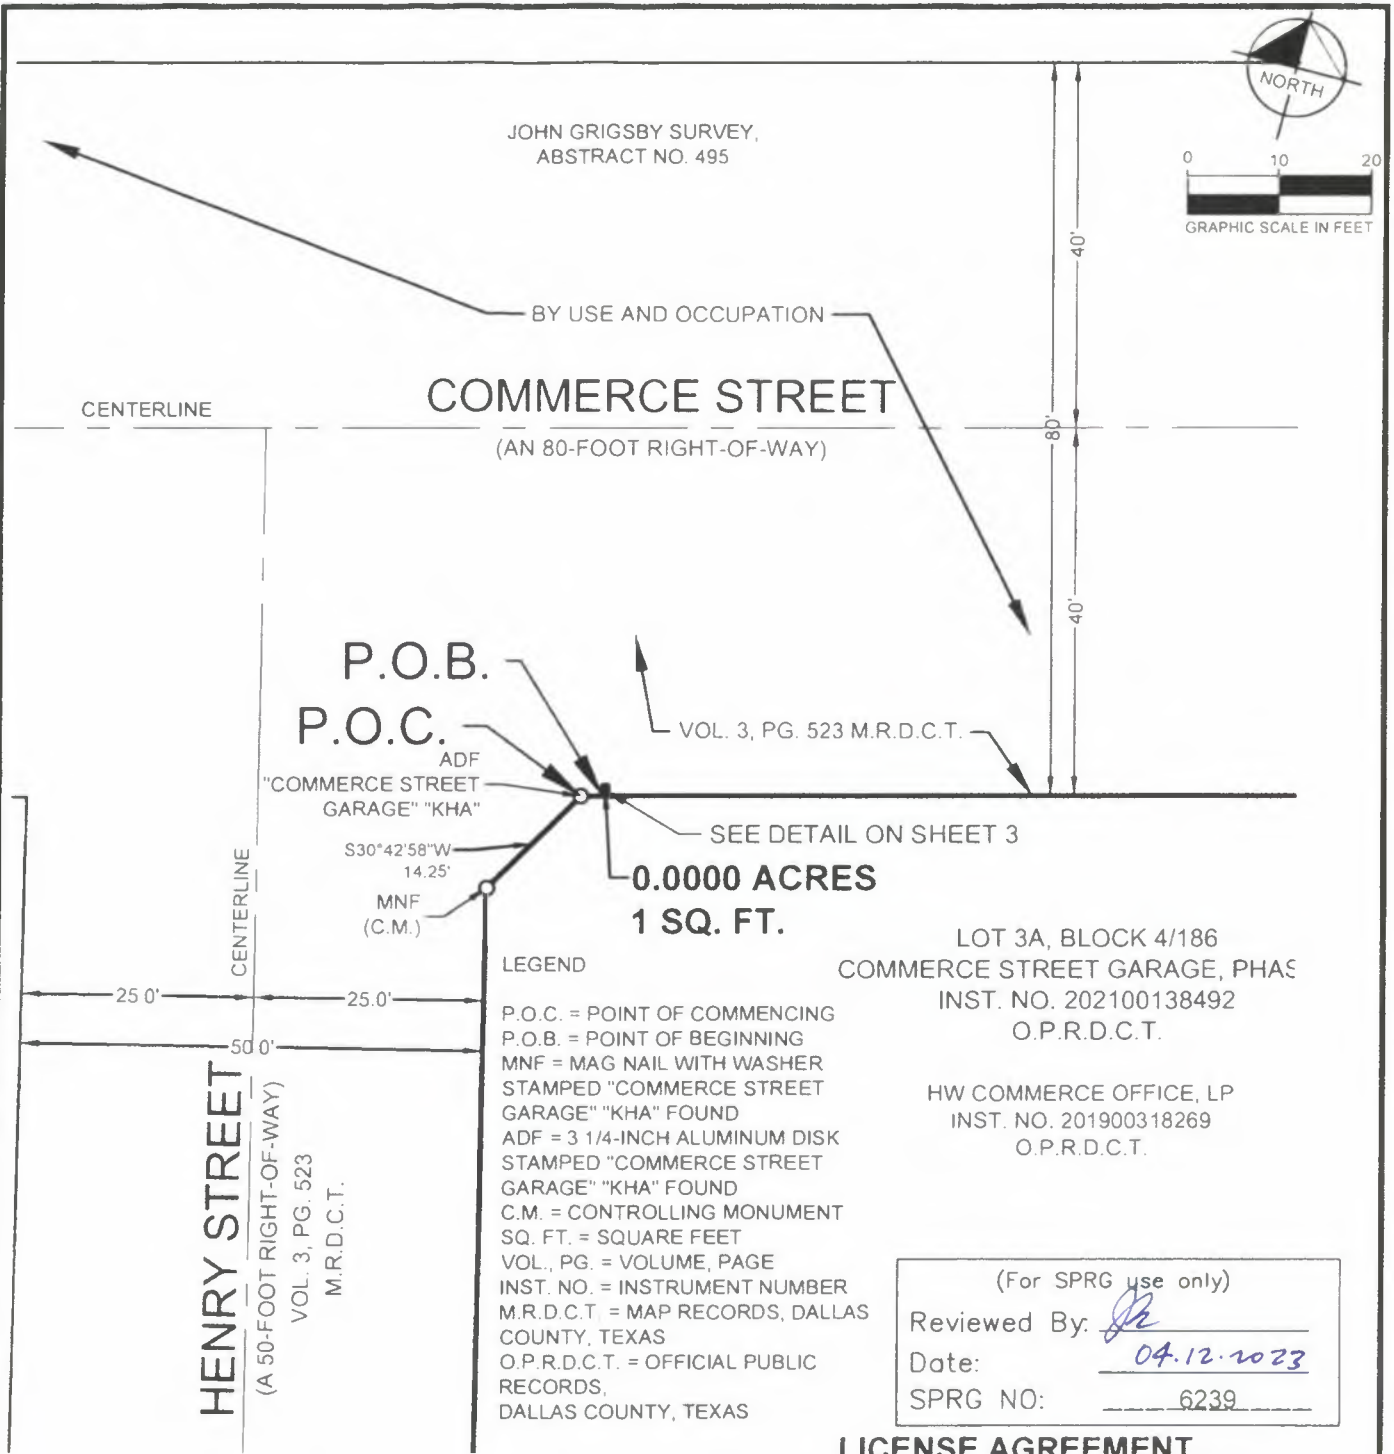 NORTH
0 10 20
GRAPHIC SCALE IN FEET
JOHN GRIGSBY SURVEY,
ABSTRACT NO. 495
40'
BY USE AND OCCUPATION
COMMERCE STREET
CENTERLINE
(AN 80-FOOT RIGHT-OF-WAY)
80'
40'
P.O.B.
P.O.C.
VOL. 3, PG. 523 M.R.D.C.T.
ADF
"COMMERCE STREET
GARAGE" "KHA"
SEE DETAIL ON SHEET 3
S30°42'58"W
14.25'
0.0000 ACRES
1 SQ. FT.
MNF
(C.M.)
CENTERLINE
25.0'
25.0'
50.0'
HENRY STREET
(A 50-FOOT RIGHT-OF-WAY)
VOL. 3, PG. 523
M.R.D.C.T.
LEGEND
P.O.C. = POINT OF COMMENCING
P.O.B. = POINT OF BEGINNING
MNF = MAG NAIL WITH WASHER
STAMPED "COMMERCE STREET
GARAGE" "KHA" FOUND
ADF = 3 1/4-INCH ALUMINUM DISK
STAMPED "COMMERCE STREET
GARAGE" "KHA" FOUND
C.M. = CONTROLLING MONUMENT
SQ. FT. = SQUARE FEET
VOL., PG. = VOLUME, PAGE
INST. NO. = INSTRUMENT NUMBER
M.R.D.C.T. = MAP RECORDS, DALLAS
COUNTY, TEXAS
O.P.R.D.C.T. = OFFICIAL PUBLIC
RECORDS,
DALLAS COUNTY, TEXAS
LOT 3A, BLOCK 4/186
COMMERCE STREET GARAGE, PHAS
INST. NO. 202100138492
O.P.R.D.C.T.
HW COMMERCE OFFICE, LP
INST. NO. 201900318269
O.P.R.D.C.T.
(For SPRG use only)
Reviewed By:
Date: 04.12.2023
SPRG NO: 6239
LICENSE AGREEMENT